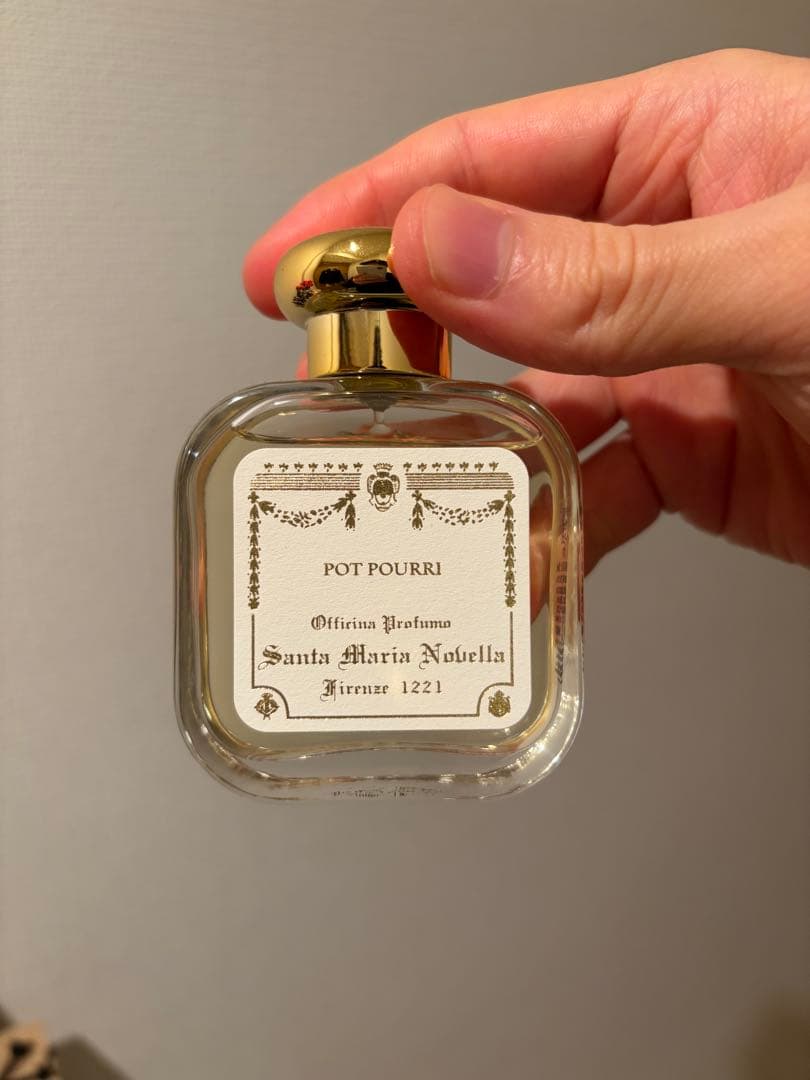 POT POURRI
Officina Profumo
Santa Maria Novella
Firenze 1221